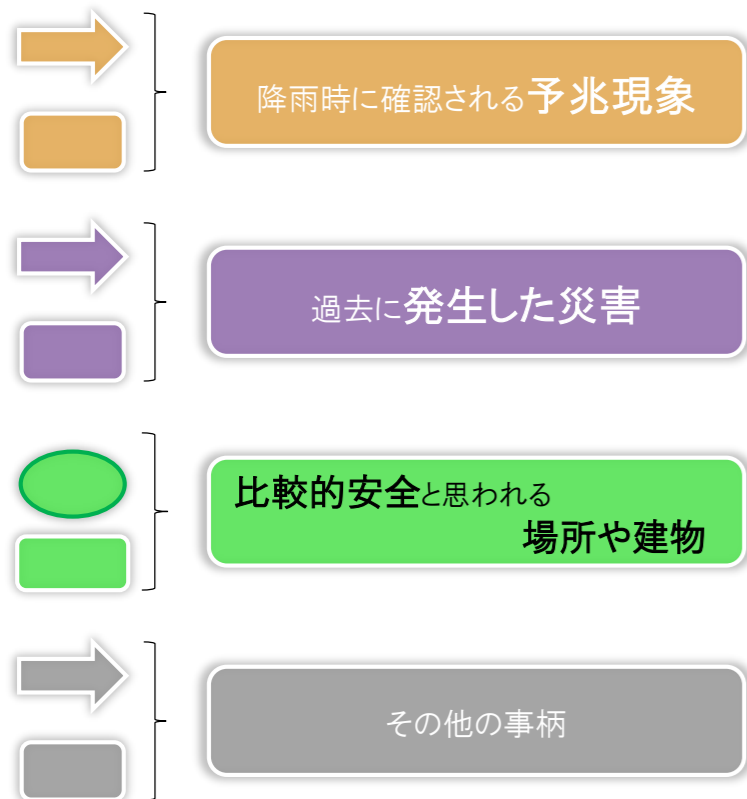 降雨時に確認される予兆現象
過去に発生した災害
比較的安全と思われる
場所や建物
その他の事柄